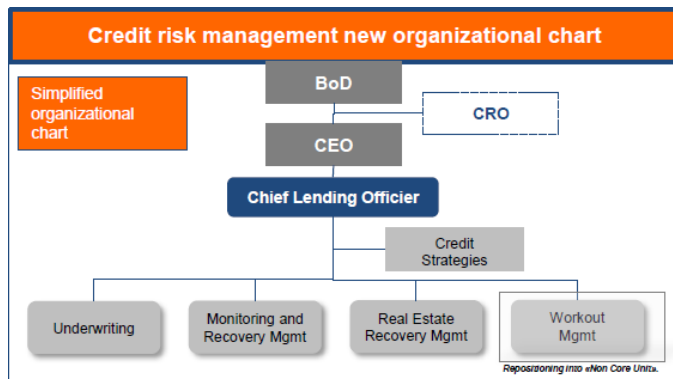 Credit risk management new organizational chart
Simplified
organizational
chart
BoD
CRO
CEO
Chief Lending Officier
Credit
Strategies
Underwriting
Monitoring and
Recovery Mgmt
Real Estate
Recovery Mgmt
Workout
Mgmt
Repositioning into «Non Core Unit».